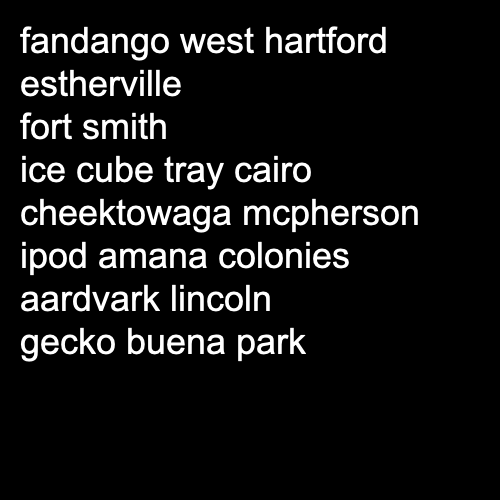 fandango west hartford
estherville
fort smith
ice cube tray cairo
cheektowaga mcpherson
ipod amana colonies
aardvark lincoln
gecko buena park